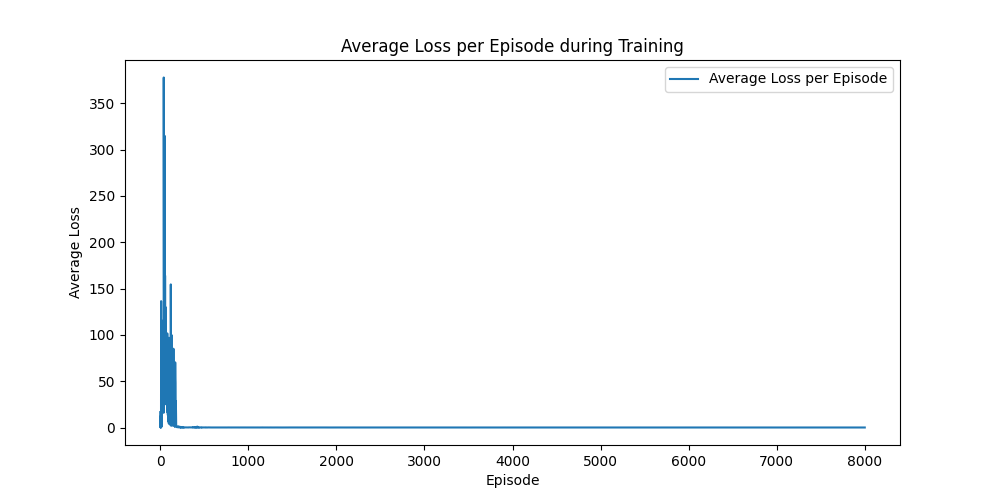 Average Loss per Episode during Training
Average Loss per Episode
350
300
250
200
150
100
50
0
Average Loss
0 1000 2000 3000 4000 5000 6000 7000 8000
Episode